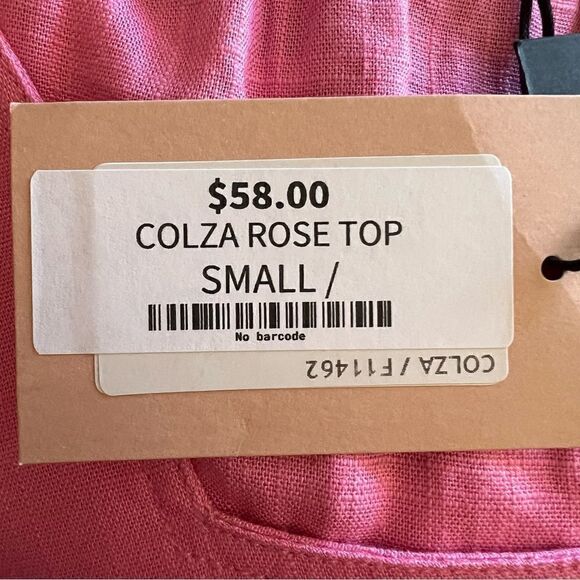 $58.00
COLZA ROSE TOP
SMALL /
No barcode
COLZA / F11462